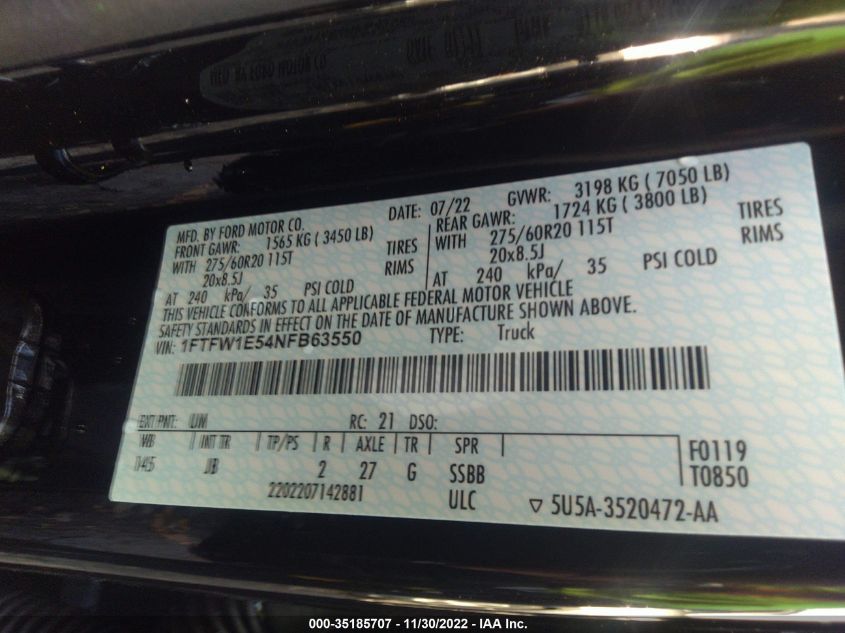 MFD. BY FORD MOTOR CO.
MFD. BY FORD MOTOR CO. DATE: 07/22 GVWR: 3198 KG ( 7050 LB)
FRONT GAWR: 1565 KG ( 3450 LB) REAR GAWR: 1724 KG ( 3800 LB)
WITH 275/60R20 115T TIRES WITH 275/60R20 115T TIRES
20x8.5J RIMS 20x8.5J RIMS
AT 240 kPa/ 35 PSI COLD AT 240 kPa/ 35 PSI COLD
THIS VEHICLE CONFORMS TO ALL APPLICABLE FEDERAL MOTOR VEHICLE
SAFETY STANDARDS IN EFFECT ON THE DATE OF MANUFACTURE SHOWN ABOVE.
VIN: 1FTFW1E54NFB63550 TYPE: Truck
EXT PNT: UM RC: 21 DSO:
WB INT TR TP/PS R AXLE TR SPR F0119
145 JB 2 27 G SSBB T0850
2202207142881 ULC ▽ 5U5A-3520472-AA
000-35185707 - 11/30/2022 - IAA Inc.